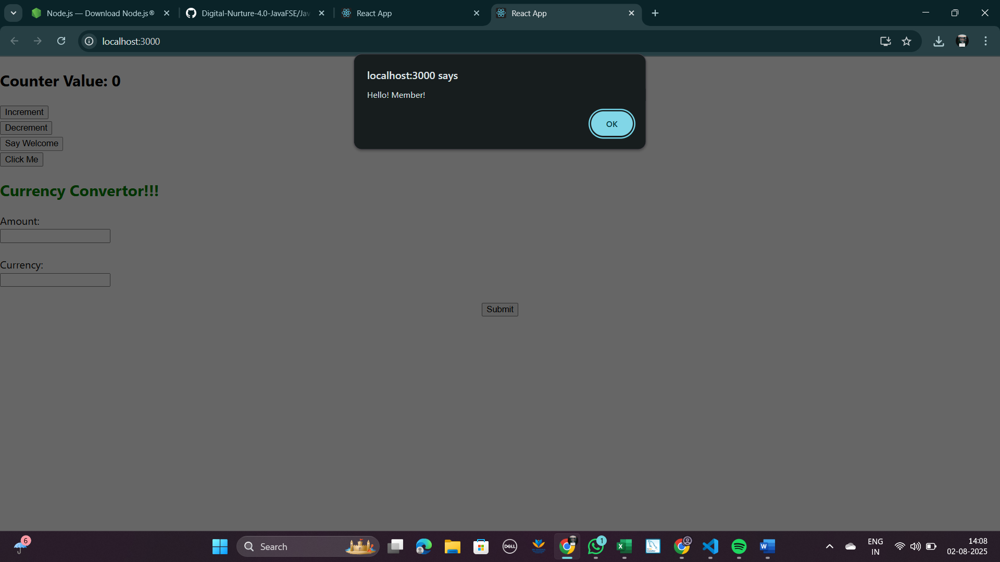 Node.js — Download Node.js®
Digital-Nurture-4.0-JavaFSE/Jav
React App
React App
localhost:3000
localhost:3000 says
Hello! Member!
OK
Counter Value: 0
Increment
Decrement
Say Welcome
Click Me
Currency Convertor!!!
Amount:
Currency:
Submit
6
Search
DELL
1
X
W
ENG
IN
14:08
02-08-2025